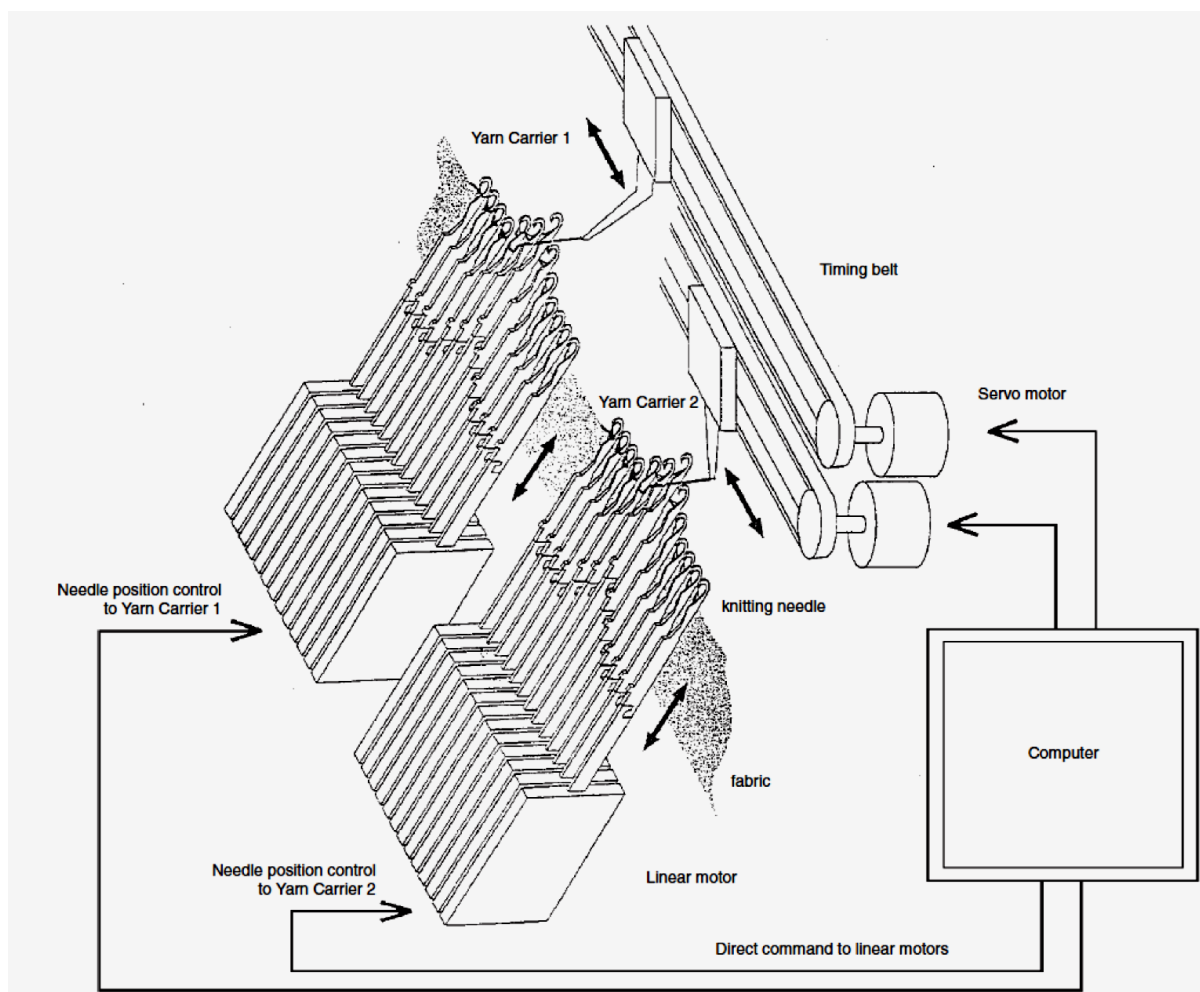 Yarn Carrier 1
Timing belt
Servo motor
Yarn Carrier 2
Needle position control
to Yarn Carrier 1
knitting needle
Computer
fabric
Needle position control
to Yarn Carrier 2
Linear motor
Direct command to linear motors